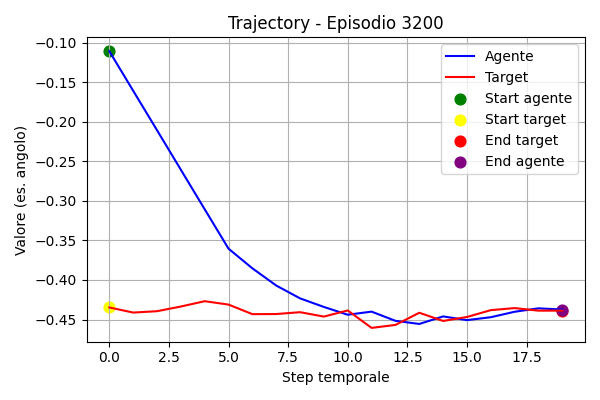 Trajectory - Episodio 3200
Valore (es. angolo)
−0.10
−0.15
−0.20
−0.25
−0.30
−0.35
−0.40
−0.45
Agente
Target
Start agente
Start target
End target
End agente
0.0 2.5 5.0 7.5 10.0 12.5 15.0 17.5
Step temporale